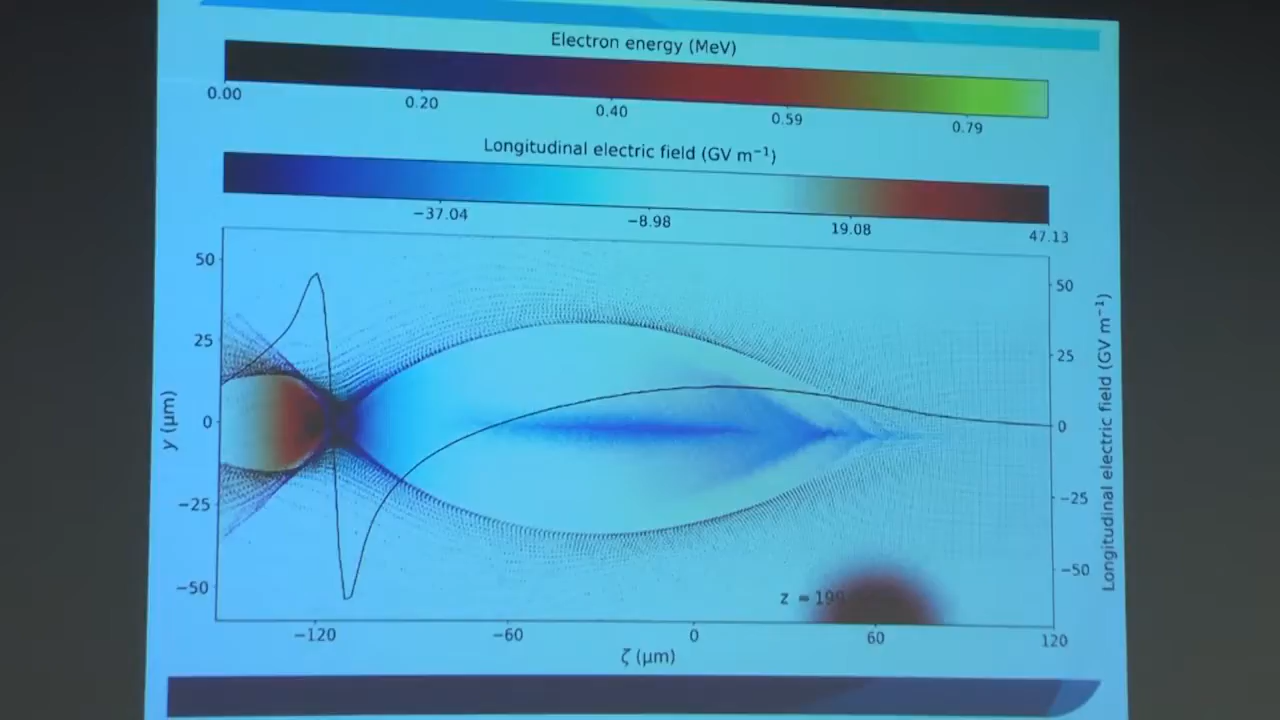 Electron energy (MeV)
0.00 0.20 0.40 0.59 0.79
Longitudinal electric field (GV m⁻¹)
−37.04 −8.98 19.08 47.13
50
25
0
−25
−50
y (μm)
50
25
0
−25
−50
Longitudinal electric field (GV m⁻¹)
z = 199
−120 −60 0 60 120
ζ (μm)